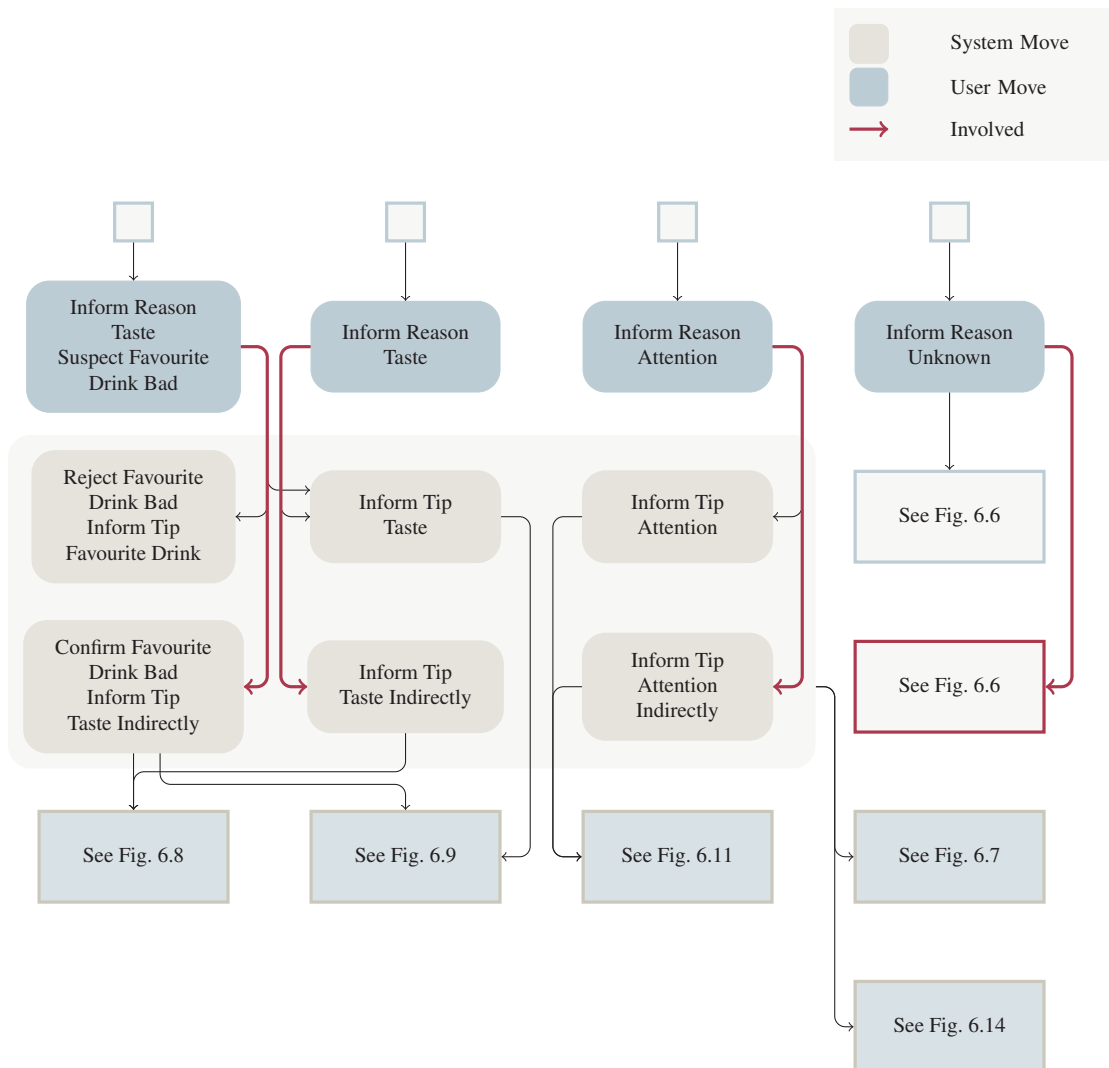 System Move
User Move
Involved
Inform Reason
Taste
Suspect Favourite
Drink Bad
Inform Reason
Taste
Inform Reason
Attention
Inform Reason
Unknown
Reject Favourite
Drink Bad
Inform Tip
Favourite Drink
Inform Tip
Taste
Inform Tip
Attention
See Fig. 6.6
Confirm Favourite
Drink Bad
Inform Tip
Taste Indirectly
Inform Tip
Taste Indirectly
Inform Tip
Attention
Indirectly
See Fig. 6.6
See Fig. 6.8
See Fig. 6.9
See Fig. 6.11
See Fig. 6.7
See Fig. 6.14